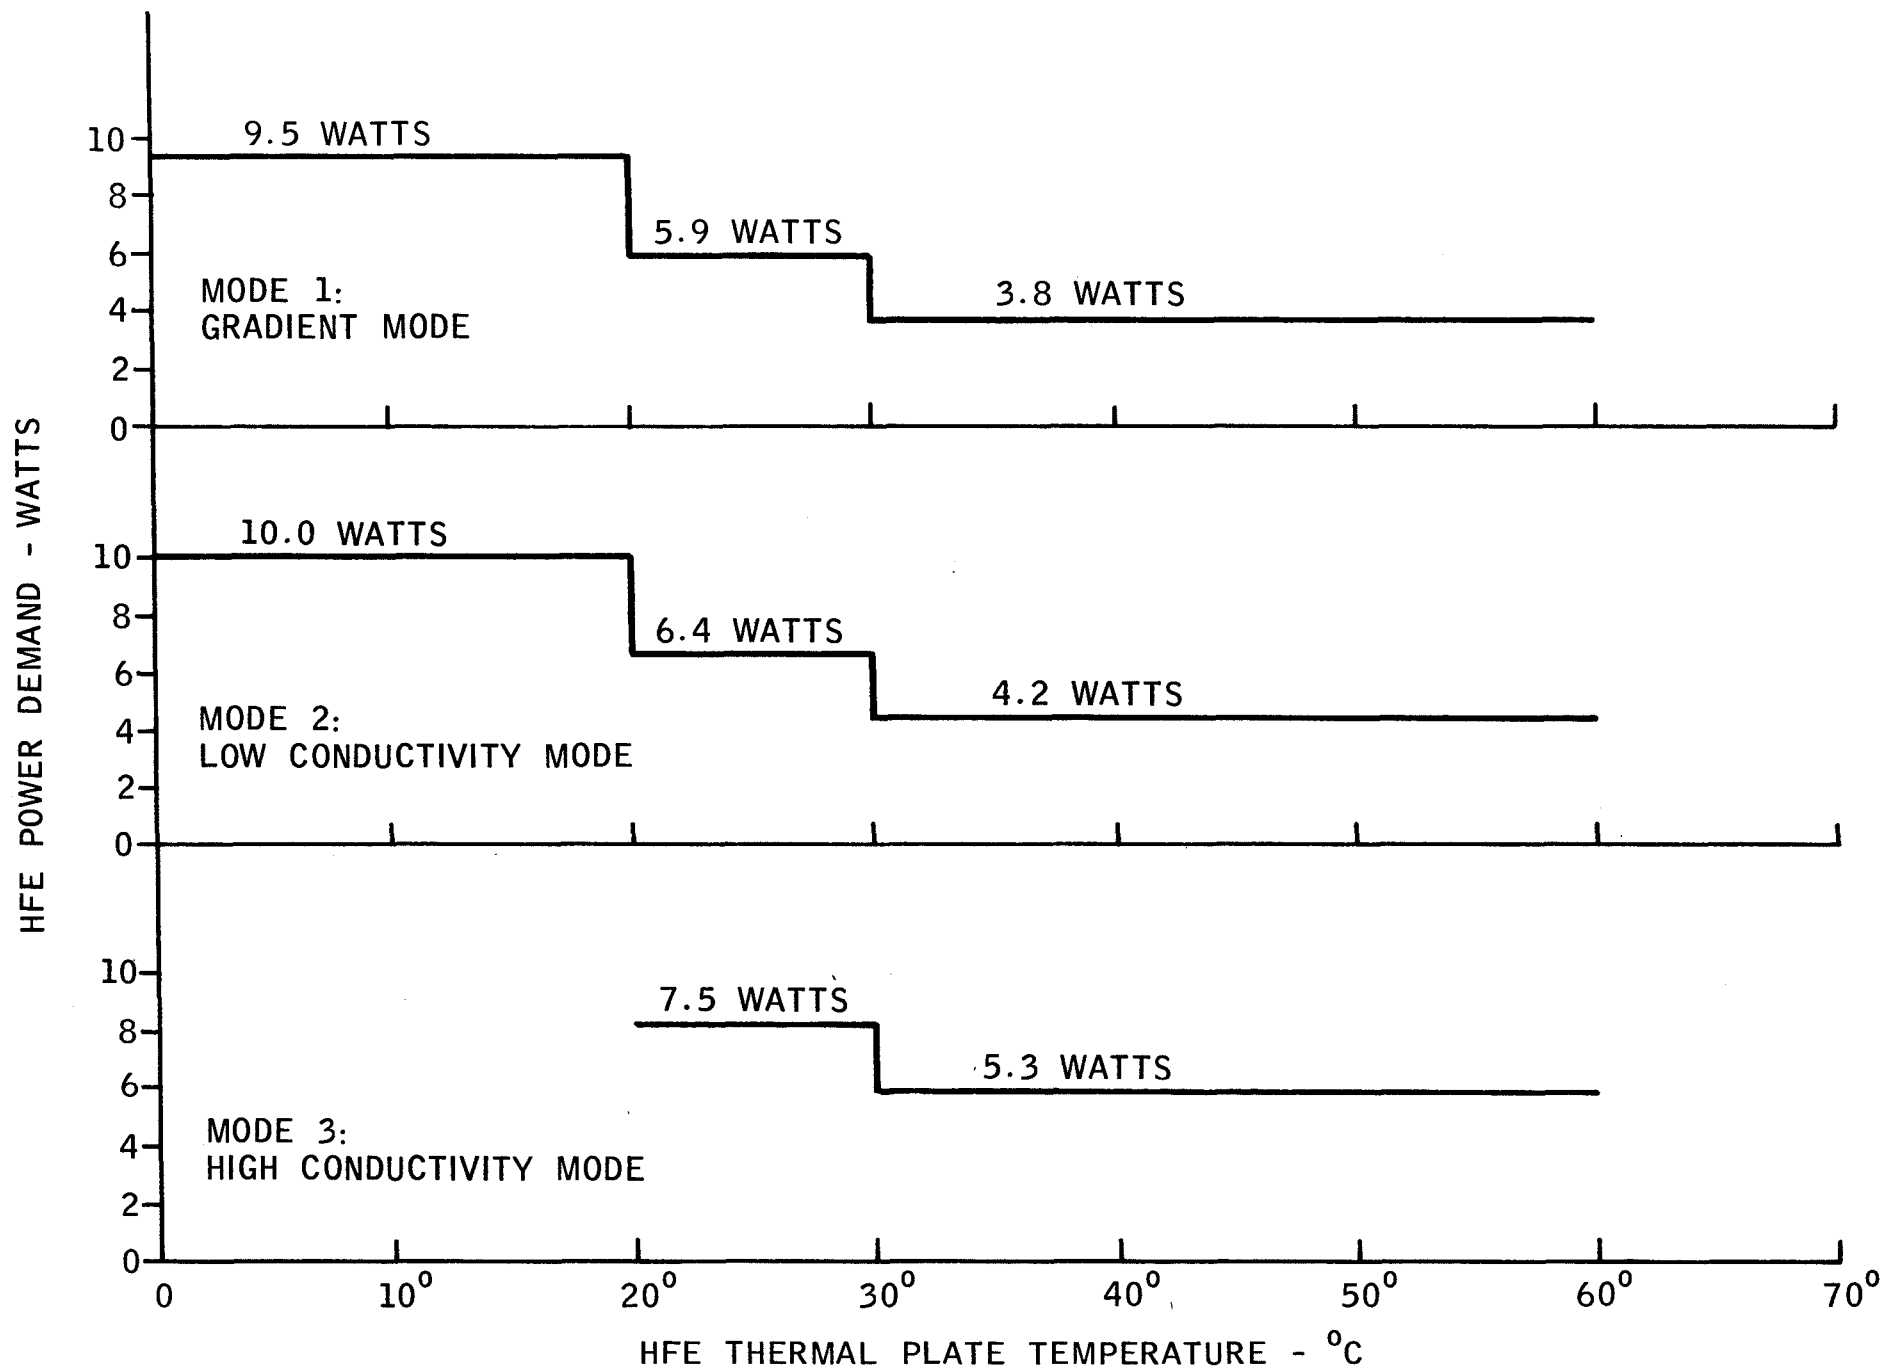 10
9.5 WATTS
8
5.9 WATTS
6
MODE 1:
GRADIENT MODE
3.8 WATTS
4
2
0
HFE POWER DEMAND - WATTS
10.0 WATTS
10
8
6.4 WATTS
6
4.2 WATTS
MODE 2:
LOW CONDUCTIVITY MODE
4
2
0
10
7.5 WATTS
8
5.3 WATTS
6
MODE 3:
HIGH CONDUCTIVITY MODE
4
2
0
0 10° 20° 30° 40° 50° 60° 70°
HFE THERMAL PLATE TEMPERATURE - °C